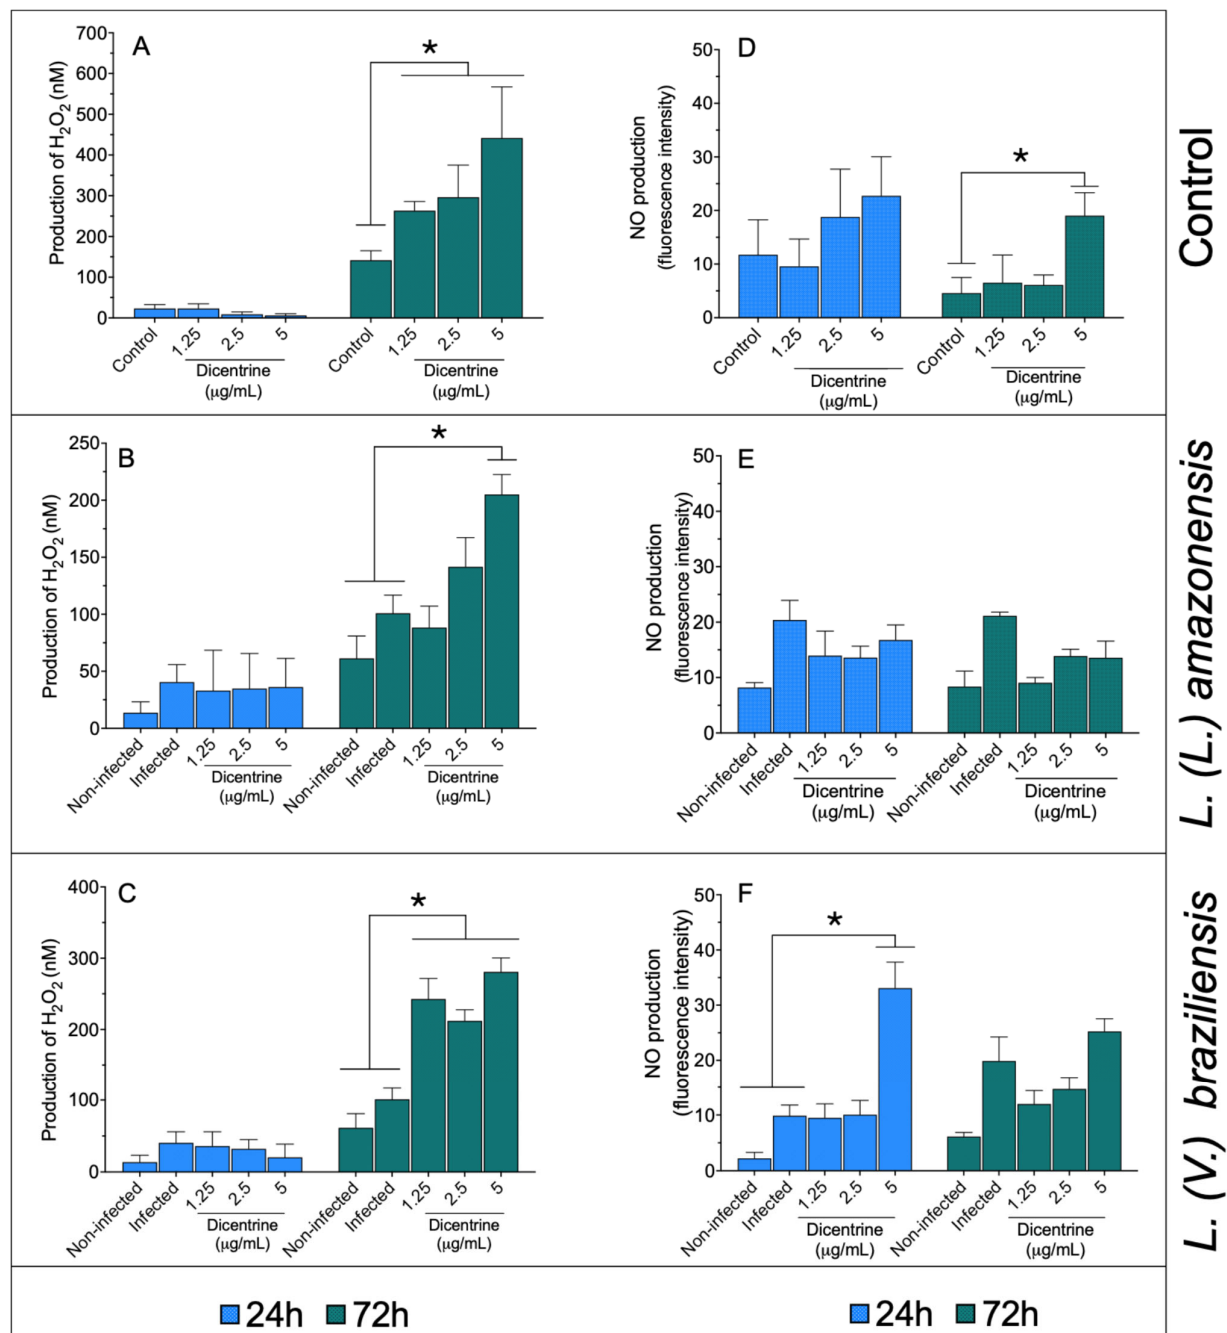 A
Production of H₂O₂ (nM)
700
600
500
400
300
200
100
0
*
Control
1.25
2.5
5
Dicentrine
(μg/mL)
Control
1.25
2.5
5
Dicentrine
(μg/mL)
D
NO production
(fluorescence intensity)
50
40
30
20
10
0
*
Control
1.25
2.5
5
Dicentrine
(μg/mL)
Control
1.25
2.5
5
Dicentrine
(μg/mL)
Control
B
Production of H₂O₂ (nM)
250
200
150
100
50
0
*
Non-infected
Infected
1.25
2.5
5
Dicentrine
(μg/mL)
Non-infected
Infected
1.25
2.5
5
Dicentrine
(μg/mL)
E
NO production
(fluorescence intensity)
50
40
30
20
10
0
Non-infected
Infected
1.25
2.5
5
Dicentrine
(μg/mL)
Non-infected
Infected
1.25
2.5
5
Dicentrine
(μg/mL)
L. (L.) amazonensis
C
Production of H₂O₂ (nM)
400
300
200
100
0
*
Non-infected
Infected
1.25
2.5
5
Dicentrine
(μg/mL)
Non-infected
Infected
1.25
2.5
5
Dicentrine
(μg/mL)
F
NO production
(fluorescence intensity)
50
40
30
20
10
0
*
Non-infected
Infected
1.25
2.5
5
Dicentrine
(μg/mL)
Non-infected
Infected
1.25
2.5
5
Dicentrine
(μg/mL)
L. (V.) braziliensis
24h 72h
24h 72h